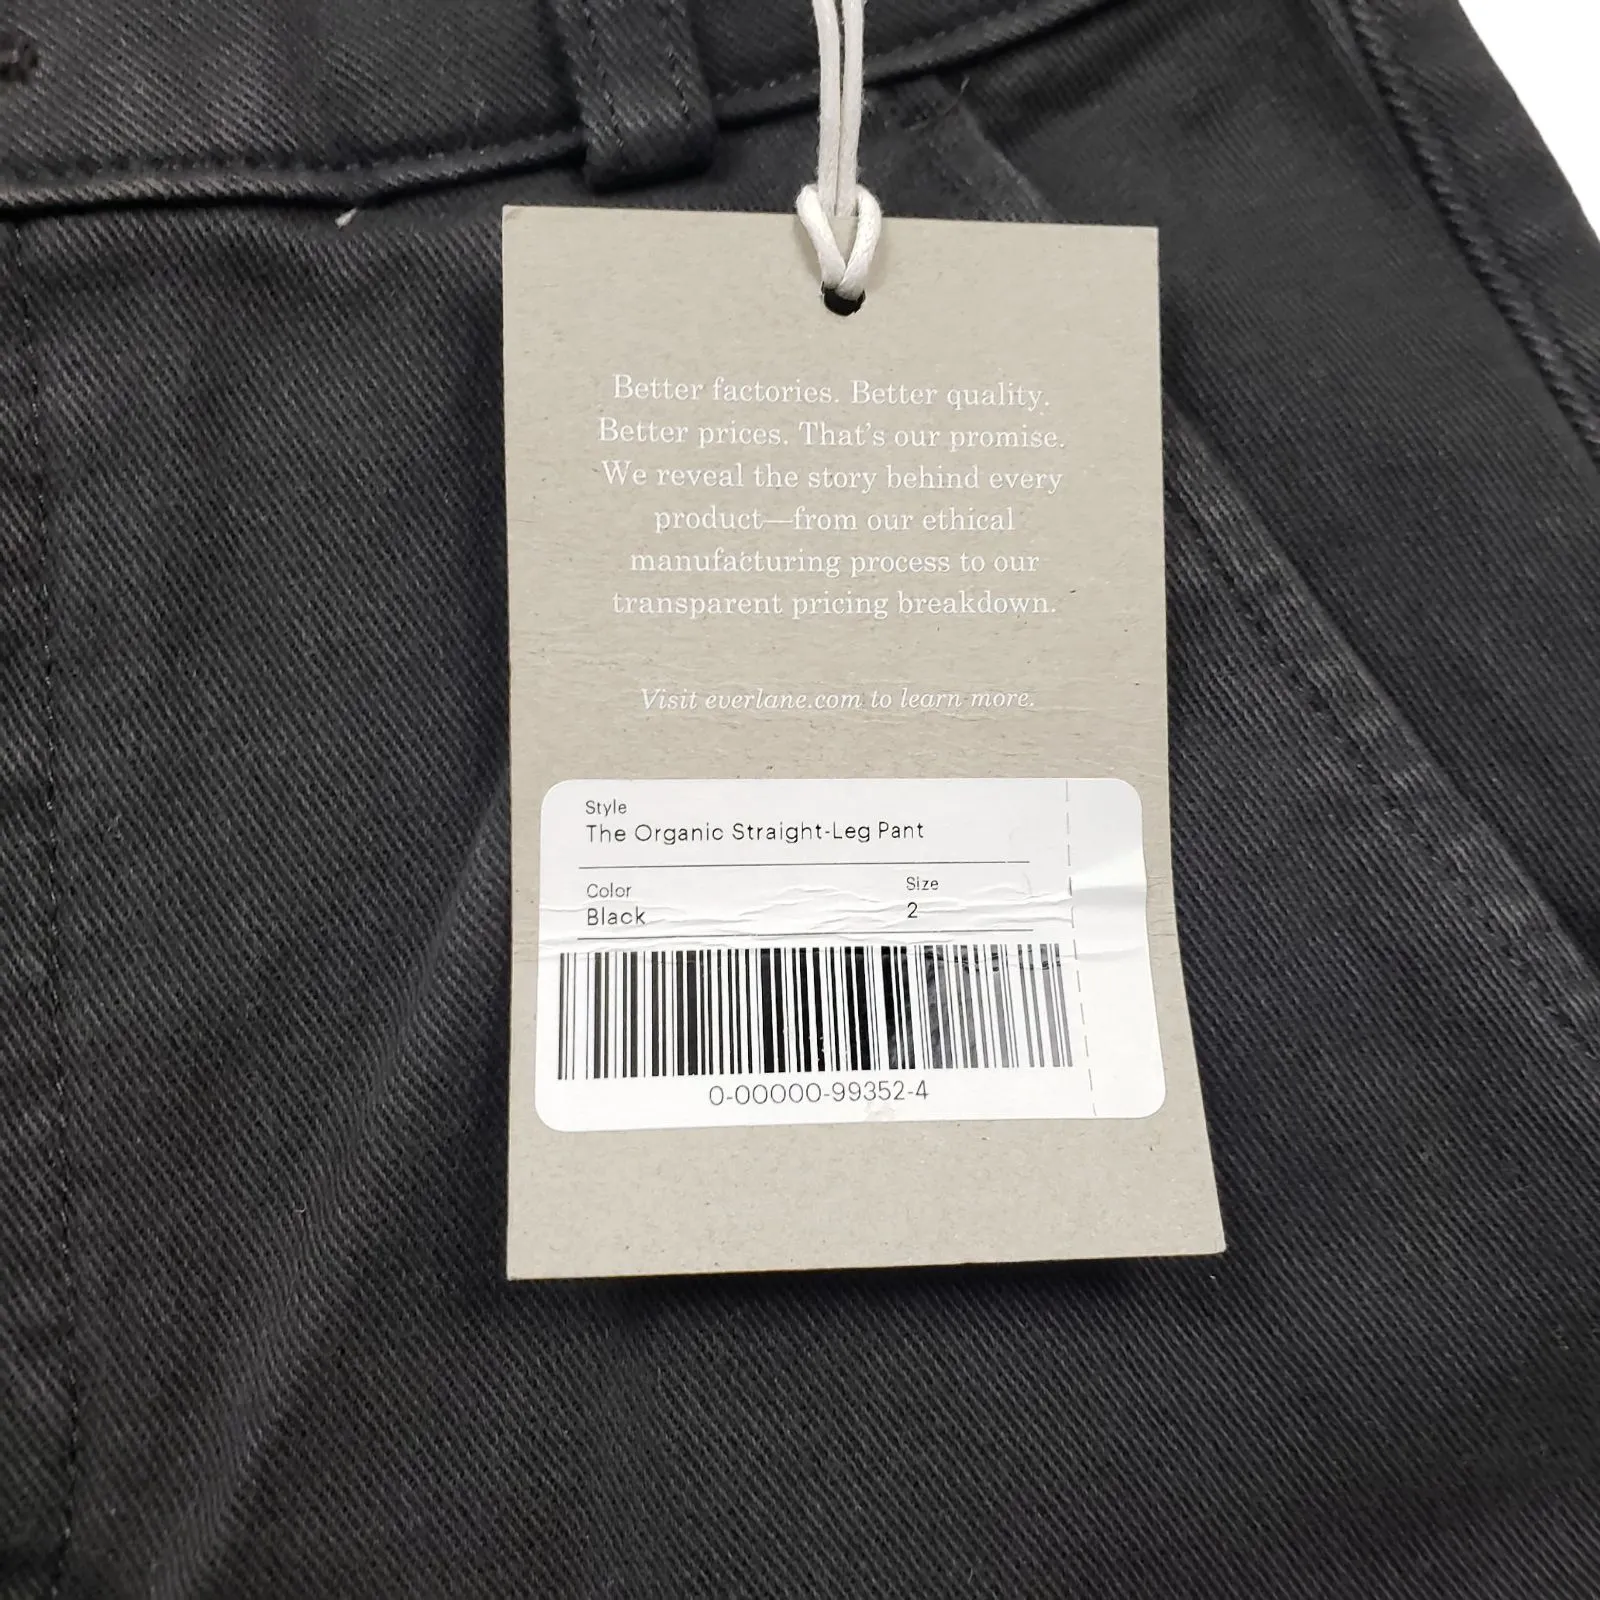 Better factories. Better quality.
Better prices. That's our promise.
We reveal the story behind every
product—from our ethical
manufacturing process to our
transparent pricing breakdown.
Visit everlane.com to learn more.
Style
The Organic Straight-Leg Pant
Color
Size
Black
2
0-00000-99352-4